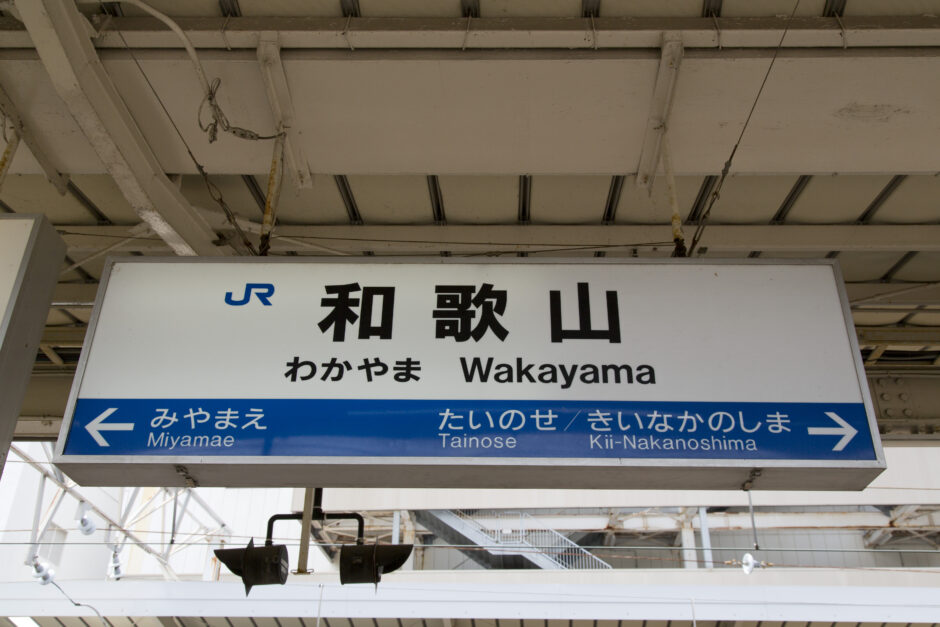 JR 和歌山
わかやま Wakayama
← みやまえ たいのせ/きいなかのしま →
Miyamae Tainose Kii-Nakanoshima